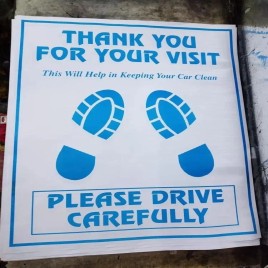 THANK YOU
FOR YOUR VISIT
This Will Help in Keeping Your Car Clean
PLEASE DRIVE
CAREFULLY